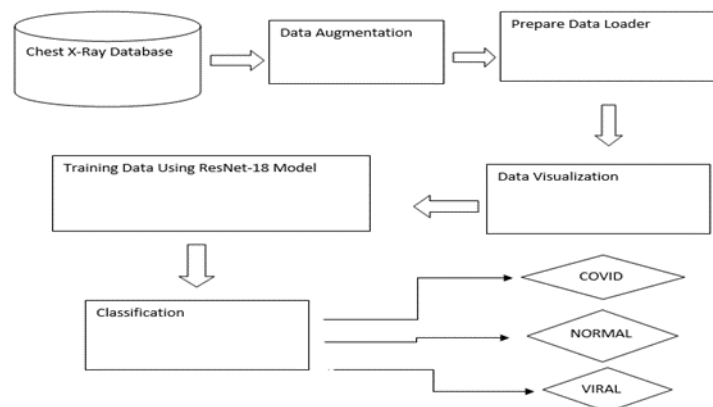 Chest X-Ray Database
Data Augmentation
Prepare Data Loader
Data Visualization
Training Data Using ResNet-18 Model
Classification
COVID
NORMAL
VIRAL